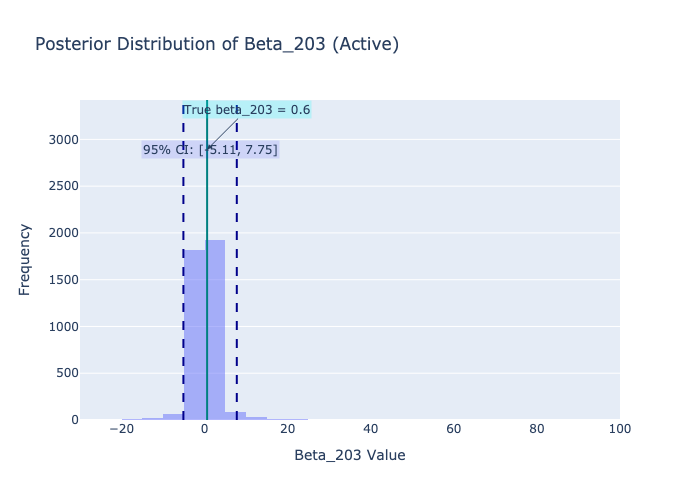 Posterior Distribution of Beta_203 (Active)
True beta_203 = 0.6
95% CI: [-5.11, 7.75]
3000
2500
2000
1500
1000
500
0
Frequency
−20 0 20 40 60 80 100
Beta_203 Value